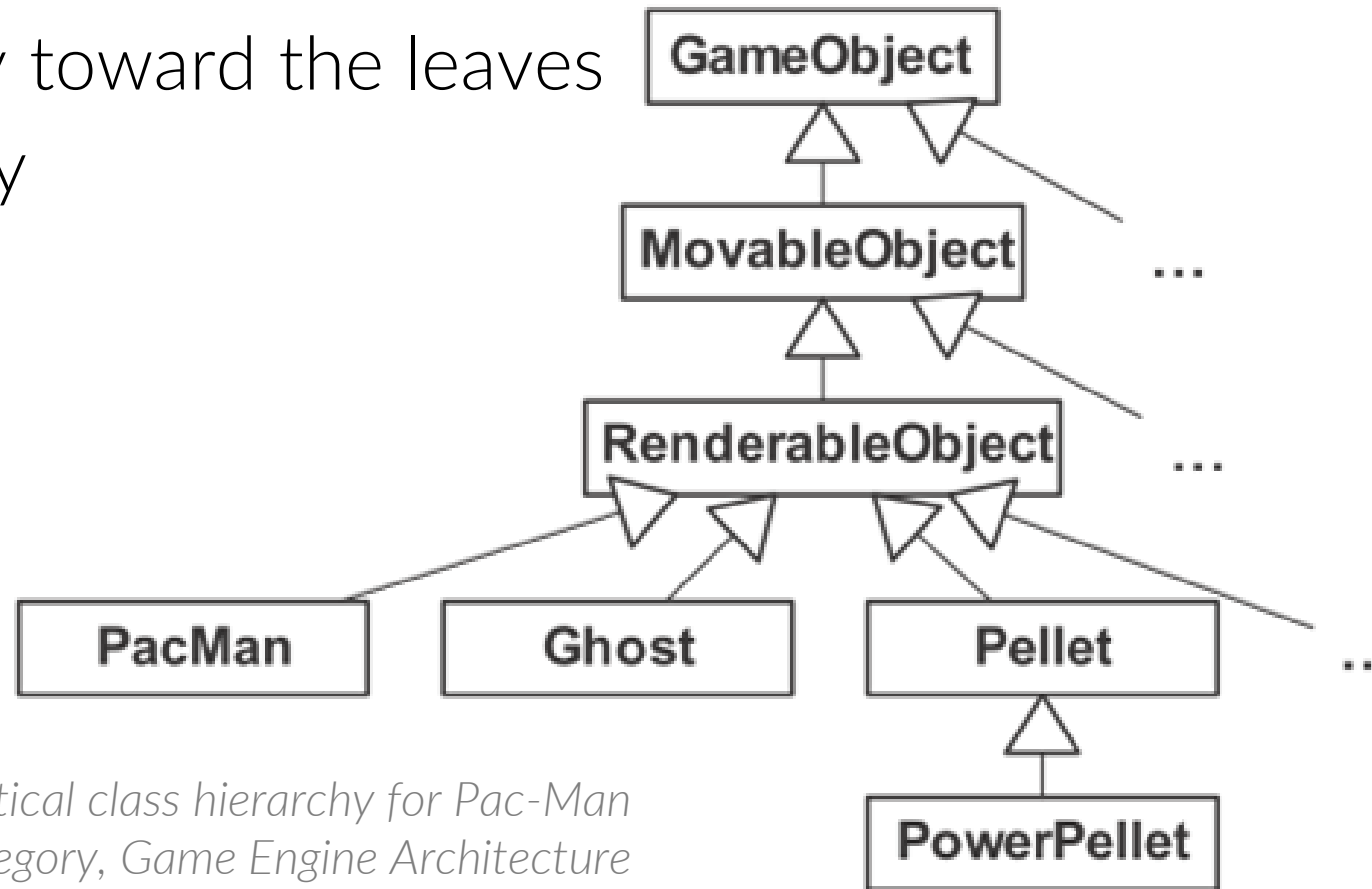 y toward the leaves
y
GameObject
MovableObject
...
RenderableObject
...
PacMan
Ghost
Pellet
..
PowerPellet
tical class hierarchy for Pac-Man
egory, Game Engine Architecture